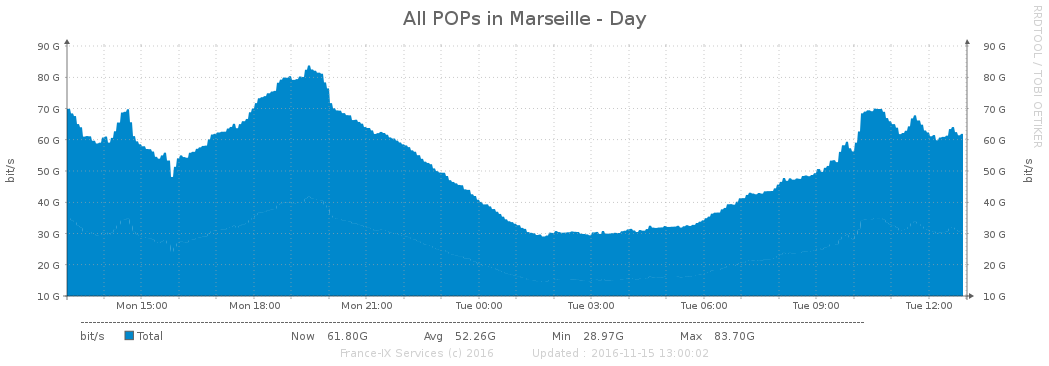 All POPs in Marseille - Day
RRDTOOL / TOBI OETIKER
90 G 90 G
80 G 80 G
70 G 70 G
60 G 60 G
50 G 50 G
40 G 40 G
30 G 30 G
20 G 20 G
10 G 10 G
bit/s
bit/s
Mon 15:00 Mon 18:00 Mon 21:00 Tue 00:00 Tue 03:00 Tue 06:00 Tue 09:00 Tue 12:00
bit/s Total Now 61.80G Avg 52.26G Min 28.97G Max 83.70G
France-IX Services (c) 2016 Updated : 2016-11-15 13:00:02